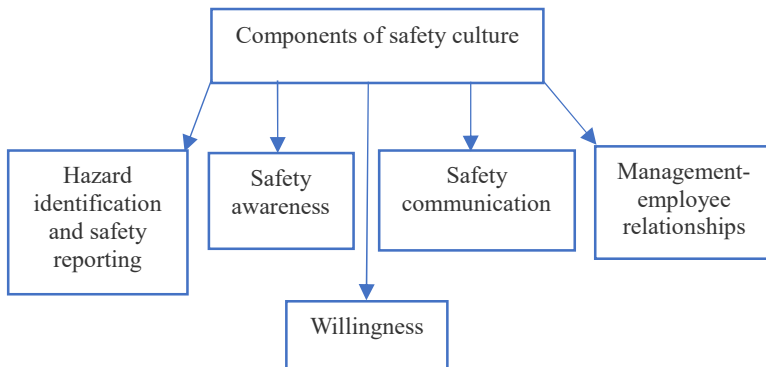 Components of safety culture
Hazard
identification
and safety
reporting
Safety
awareness
Safety
communication
Management-
employee
relationships
Willingness